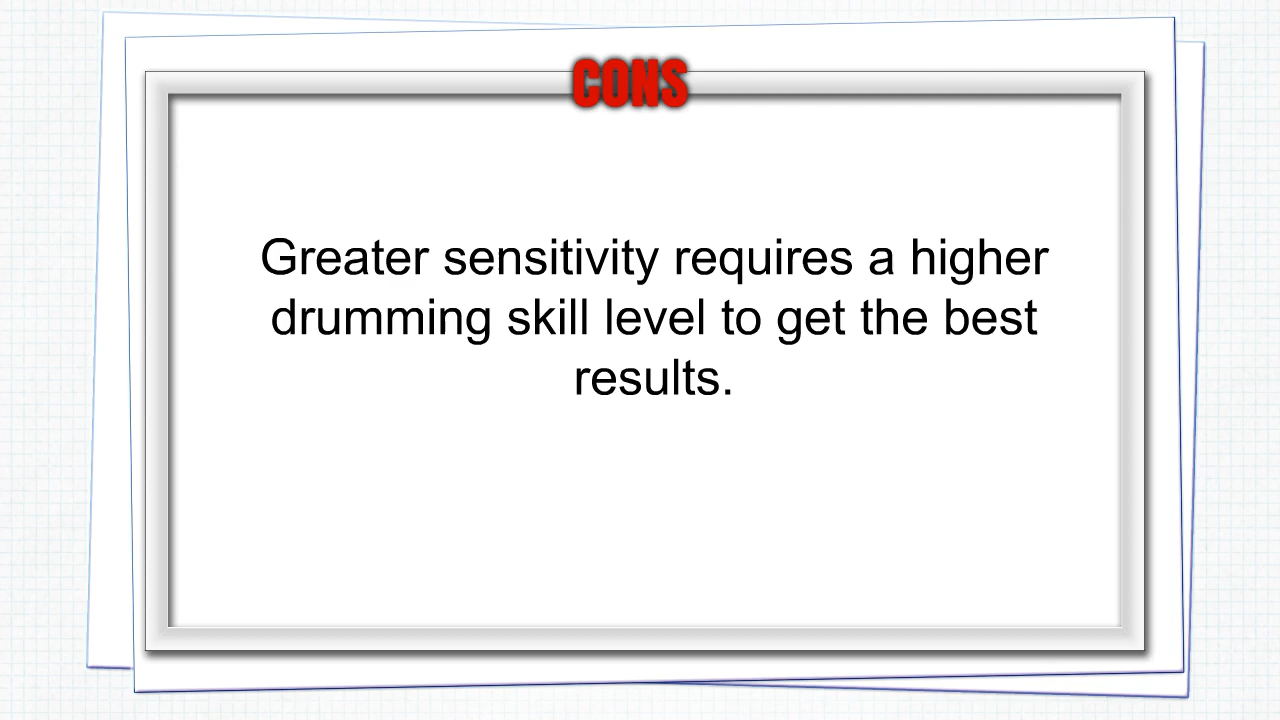 CONS
Greater sensitivity requires a higher
drumming skill level to get the best
results.